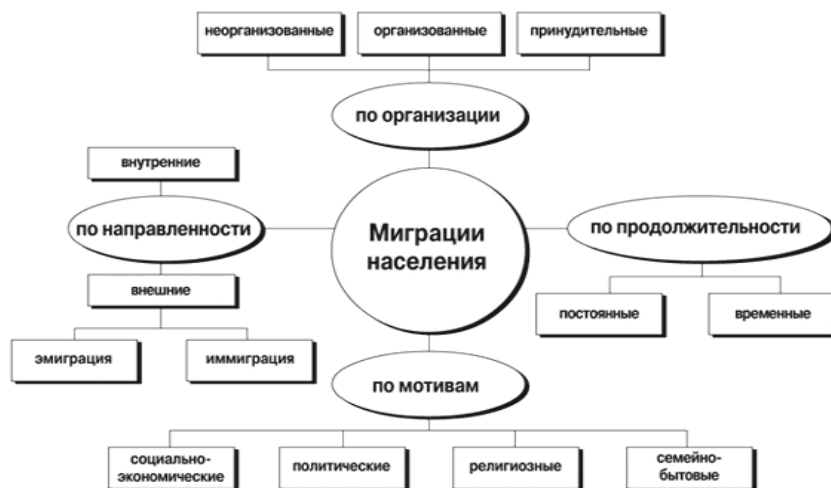 неорганизованные
организованные
принудительные
по организации
внутренние
по направленности
Миграции
населения
по продолжительности
внешние
постоянные
временные
эмиграция
иммиграция
по мотивам
социально-
экономические
политические
религиозные
семейно-
бытовые